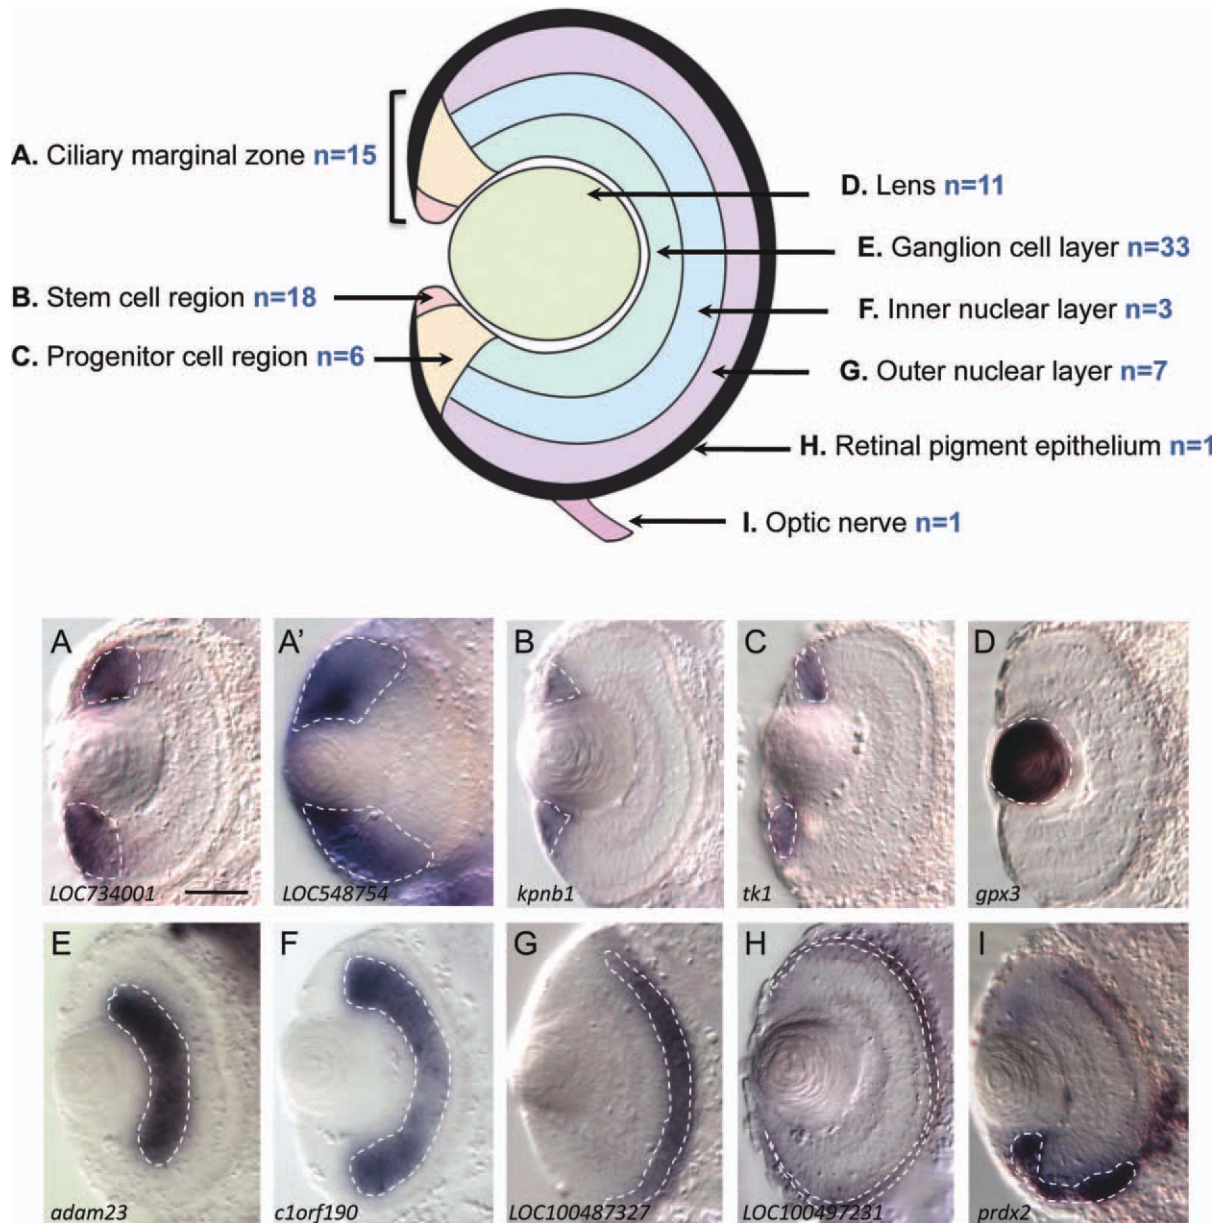 A. Ciliary marginal zone n=15
D. Lens n=11
E. Ganglion cell layer n=33
B. Stem cell region n=18
F. Inner nuclear layer n=3
C. Progenitor cell region n=6
G. Outer nuclear layer n=7
H. Retinal pigment epithelium n=1
I. Optic nerve n=1
A
LOC734001
A'
LOC548754
B
kpnb1
C
tk1
D
gpx3
E
adam23
F
c1orf190
G
LOC100487327
H
LOC100497231
I
prdx2